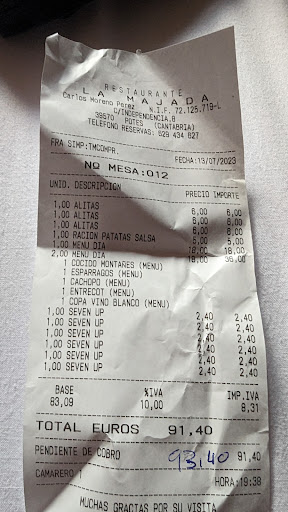 RESTAURANTE
LA MAJADA
Carlos Moreno Perez N.I.F. 72.125.719-L
C/INDEPENDENCIA,8
39570 POTES (CANTABRIA)
TELEFONO RESERVAS: 629 434 827
FRA SIMP:TMCOMPR. FECHA:13/07/2023
Nº MESA:012
UNID. DESCRIPCION PRECIO IMPORTE
1,00 ALITAS 6,00 6,00
1,00 ALITAS 6,00 6,00
1,00 ALITAS 6,00 6,00
1,00 RACION PATATAS SALSA 5,00 5,00
1,00 MENU DIA 18,00 18,00
2,00 MENU DIA 18,00 36,00
1 COCIDO MONTAÑES (MENU)
1 ESPARRAGOS (MENU)
1 CACHOPO (MENU)
1 ENTRECOT (MENU)
1 COPA VINO BLANCO (MENU)
1,00 SEVEN UP 2,40 2,40
1,00 SEVEN UP 2,40 2,40
1,00 SEVEN UP 2,40 2,40
1,00 SEVEN UP 2,40 2,40
1,00 SEVEN UP 2,40 2,40
1,00 SEVEN UP 2,40 2,40
BASE %IVA IMP.IVA
83,09 10,00 8,31
TOTAL EUROS 91,40
PENDIENTE DE COBRO 93,40 91,40
CAMARERO 1 HORA:19:38
MUCHAS GRACIAS POR SU VISITA